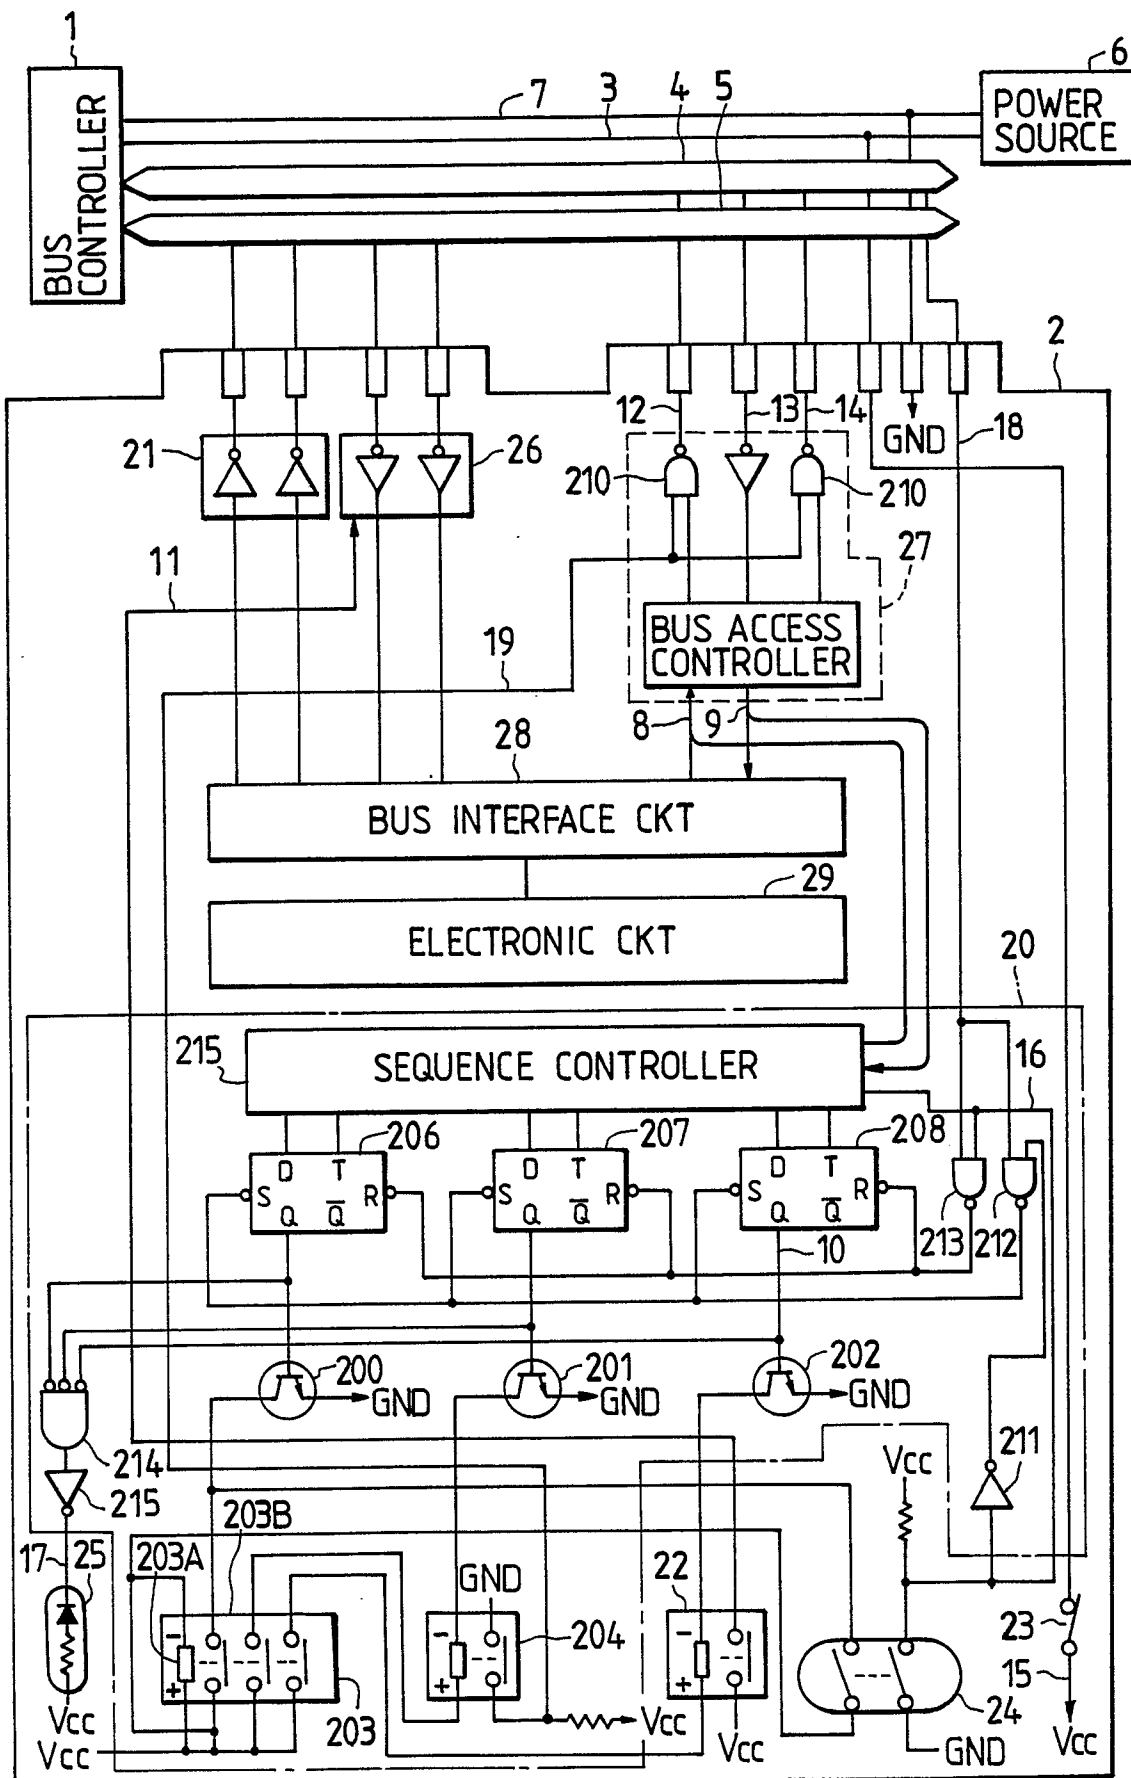 1
6
7
3
4
5
BUS
CONTROLLER
POWER
SOURCE
2
12
13
14
GND
18
21
26
210
210
27
11
BUS ACCESS
CONTROLLER
19
8
9
28
BUS INTERFACE CKT
29
ELECTRONIC CKT
20
215
SEQUENCE CONTROLLER
16
206
207
208
D T
S R
Q Q̅
D T
S R
Q Q̅
D T
S R
Q Q̅
213
212
10
200
GND
201
GND
202
GND
214
215
Vcc
211
203B
17
25
203A
GND
22
23
-
+
-
+
204
-
+
15
Vcc
203
Vcc
Vcc
24
GND
Vcc
Vcc